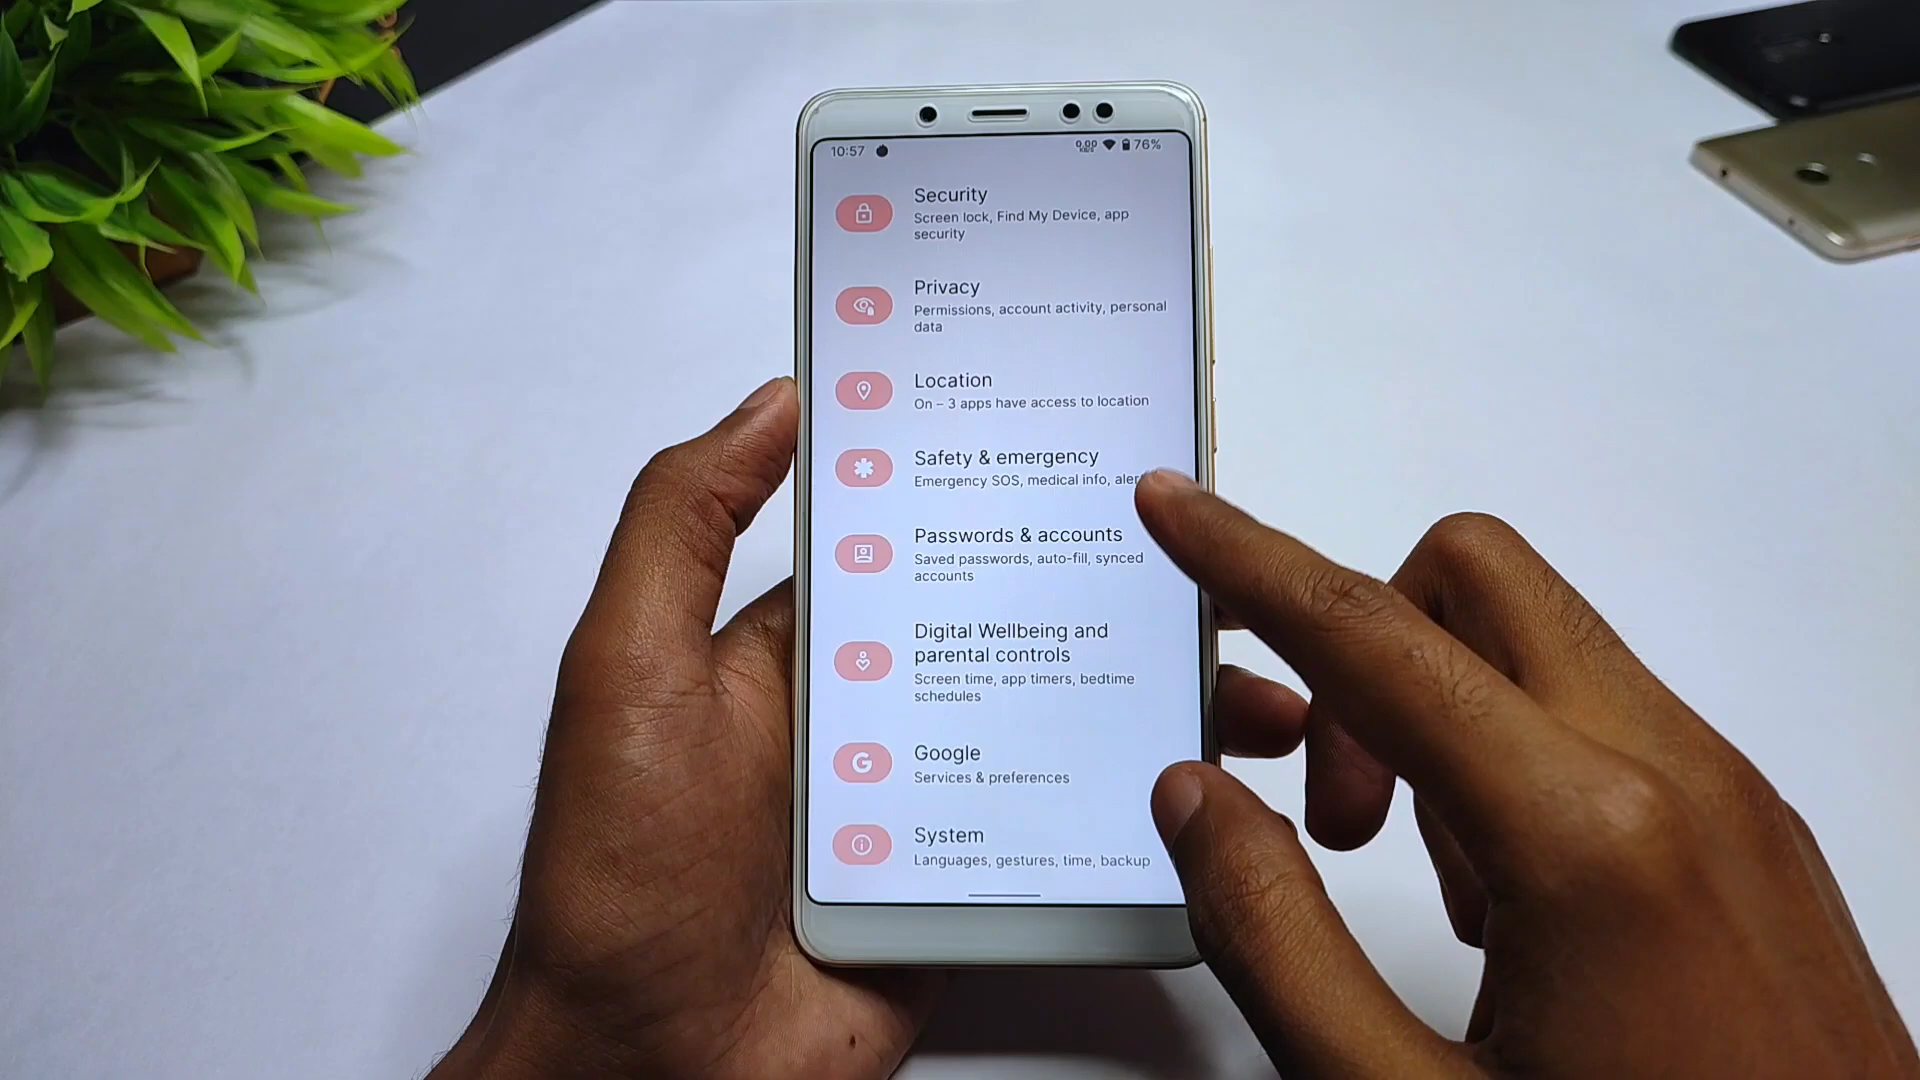 10:57 0.00 KB/S 76%
Security
Screen lock, Find My Device, app
security
Privacy
Permissions, account activity, personal
data
Location
On – 3 apps have access to location
Safety & emergency
Emergency SOS, medical info,
Passwords & accounts
Saved passwords, auto-fill, synced
accounts
Digital Wellbeing and
parental controls
Screen time, app timers, bedtime
schedules
Google
Services & preferences
System
Languages, gestures, time, backup